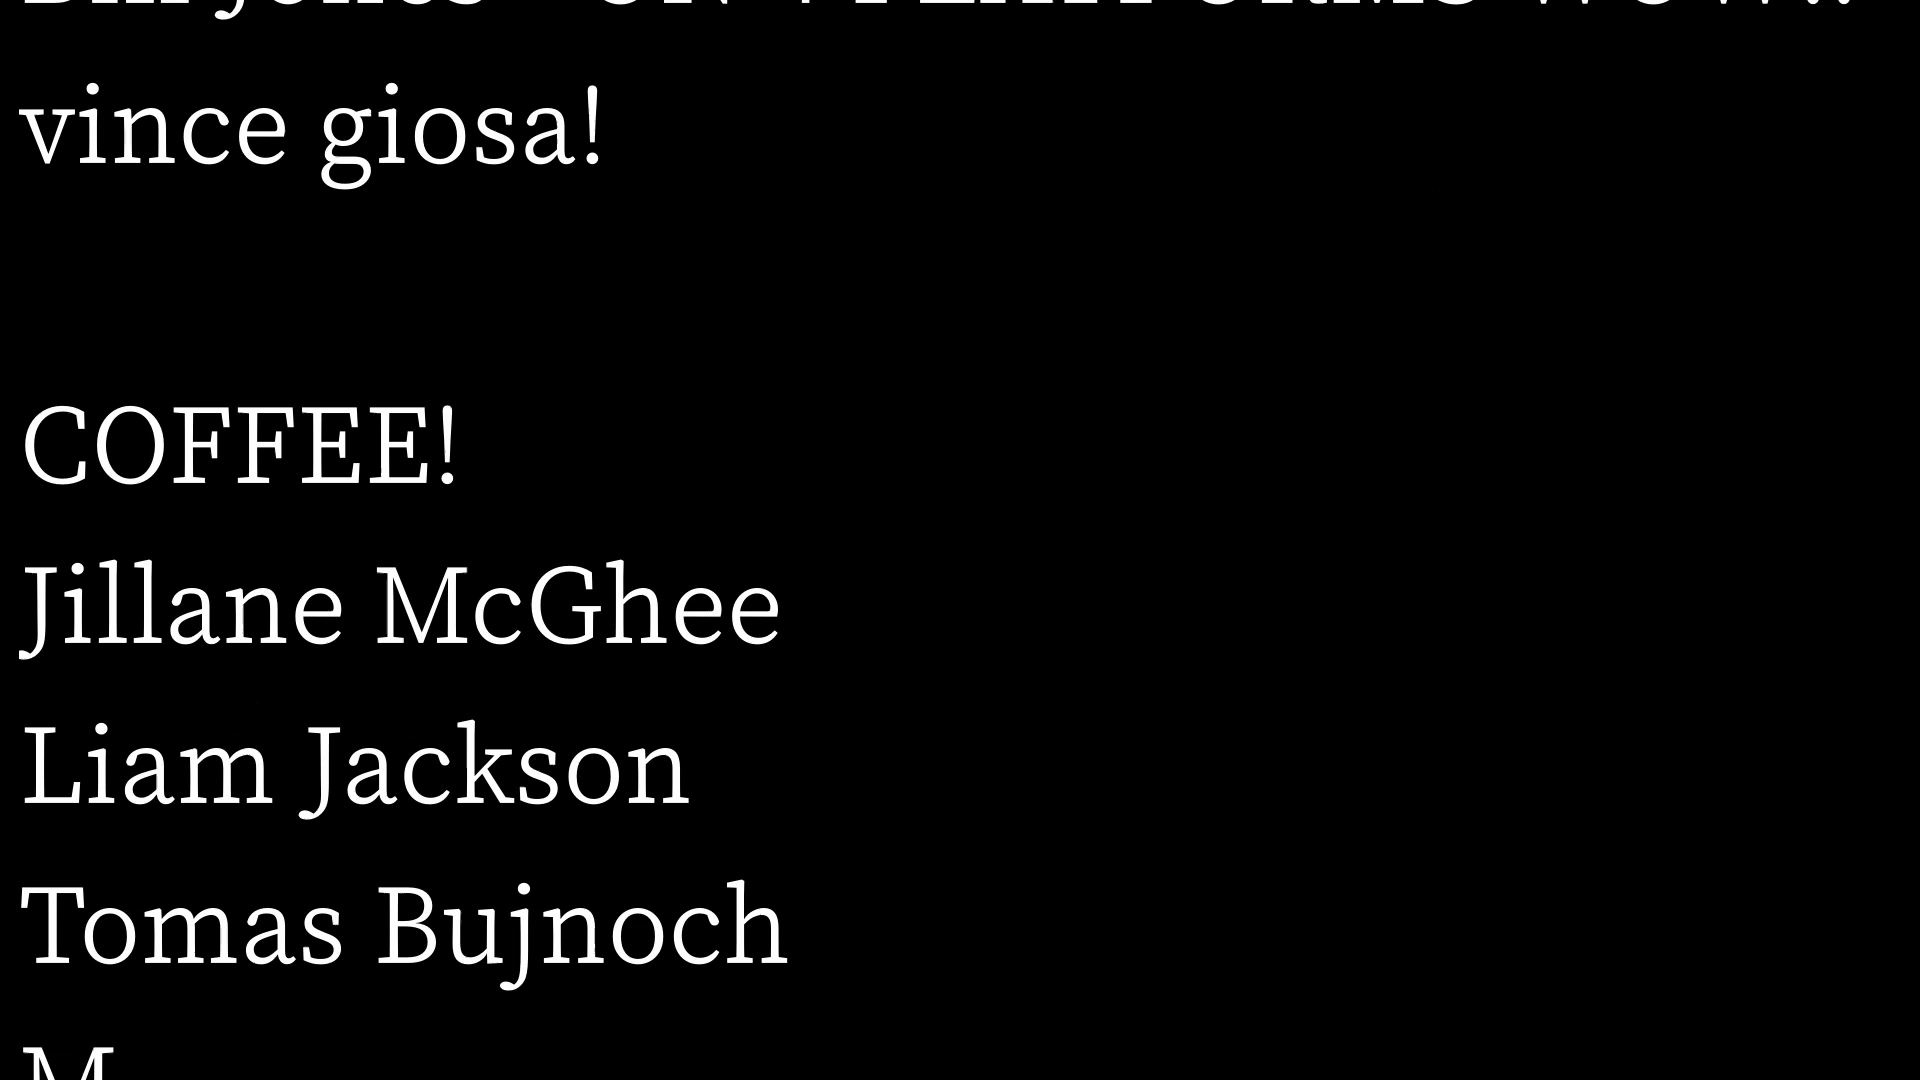 vince giosa!
COFFEE!
Jillane McGhee
Liam Jackson
Tomas Bujnoch
M